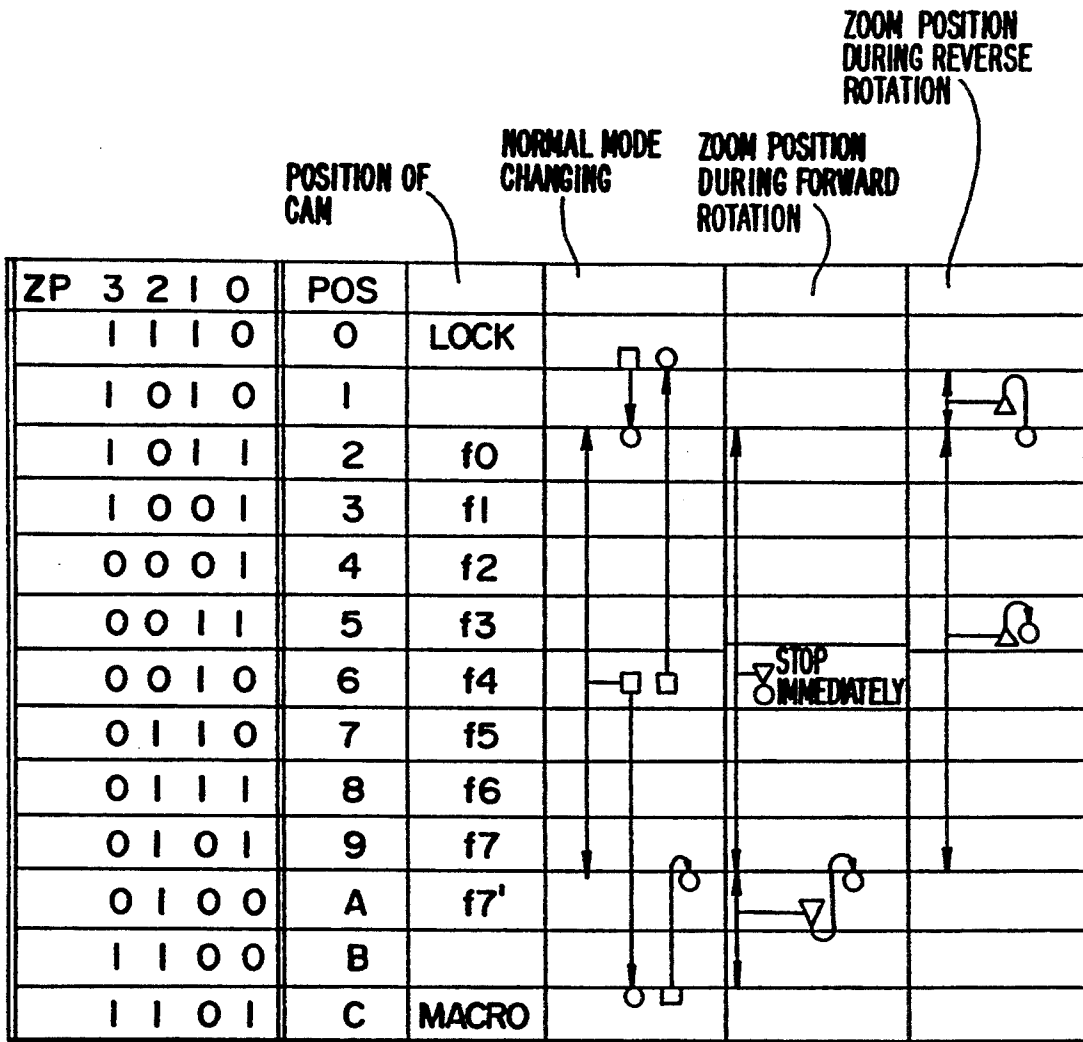 ZOOM POSITION
DURING REVERSE
ROTATION
NORMAL MODE
CHANGING
ZOOM POSITION
DURING FORWARD
ROTATION
POSITION OF
CAM
ZP 3 2 1 0 POS
1 1 1 0 0 LOCK
1 0 1 0 1
1 0 1 1 2 f0
1 0 0 1 3 f1
0 0 0 1 4 f2
0 0 1 1 5 f3
0 0 1 0 6 f4 STOP
IMMEDIATELY
0 1 1 0 7 f5
0 1 1 1 8 f6
0 1 0 1 9 f7
0 1 0 0 A f7'
1 1 0 0 B
1 1 0 1 C MACRO